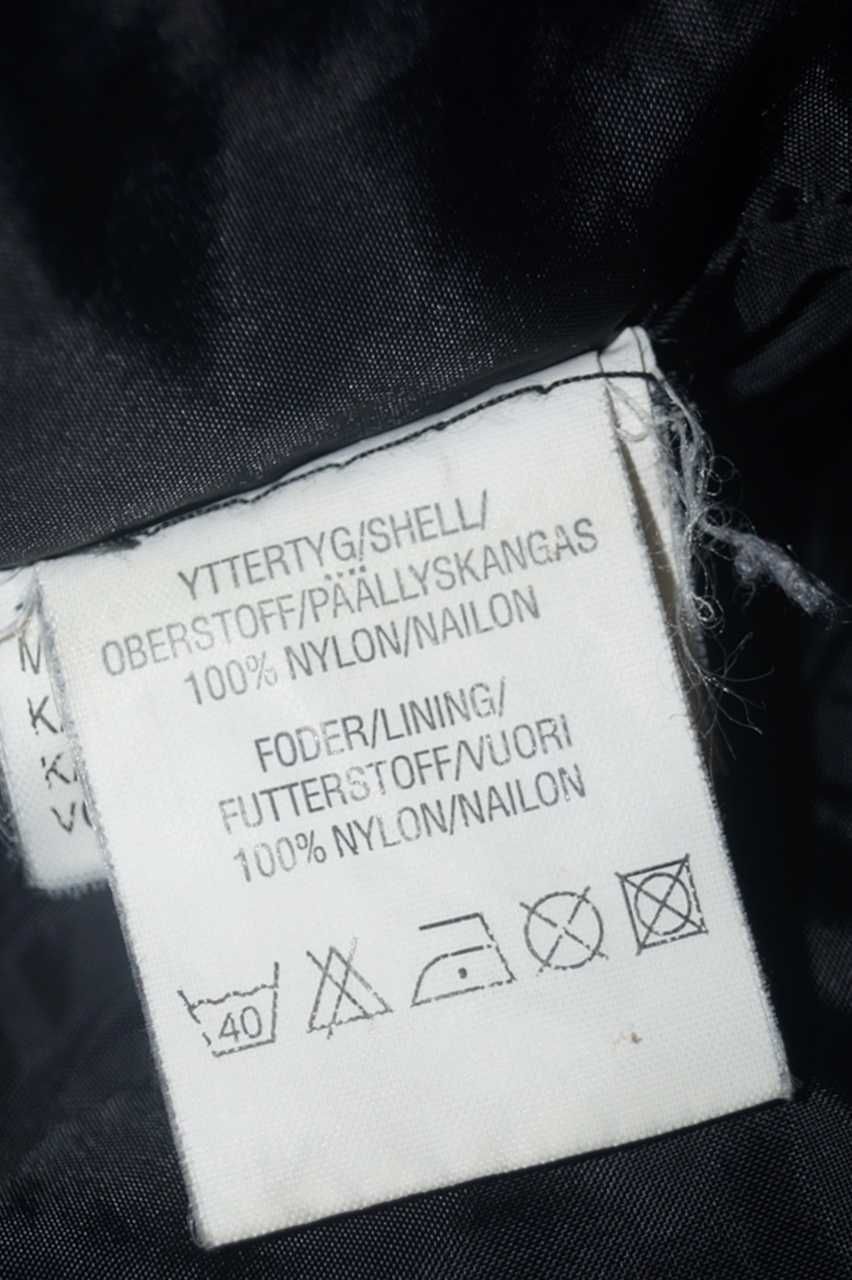 YTTERTYG/SHELL/
OBERSTOFF/PÄÄLLYSKANGAS
100% NYLON/NAILON
FODER/LINING/
FUTTERSTOFF/VUORI
100% NYLON/NAILON
40